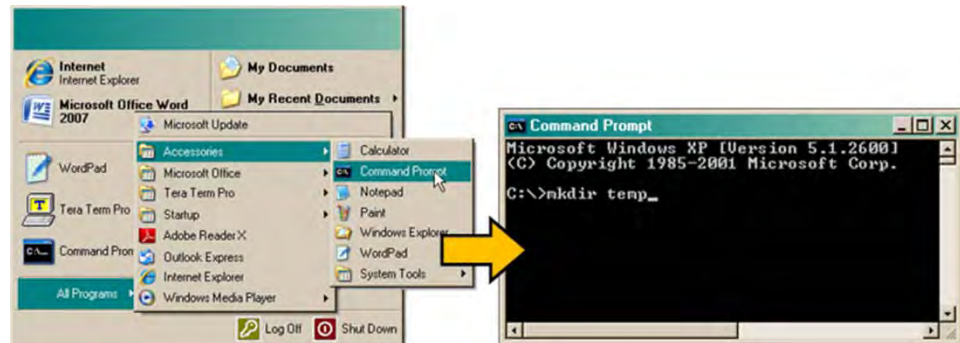 Internet
Internet Explorer
Microsoft Office Word
2007
WordPad
Tera Term Pro
Command Prom
All Programs
My Documents
My Recent Documents
Microsoft Update
Accessories
Microsoft Office
Tera Term Pro
Startup
Adobe Reader X
Outlook Express
Internet Explorer
Windows Media Player
Calculator
Command Prompt
Notepad
Paint
Windows Explorer
WordPad
System Tools
Log Off
Shut Down
Command Prompt
Microsoft Windows XP [Version 5.1.2600]
(C) Copyright 1985-2001 Microsoft Corp.
C:\>mkdir temp_